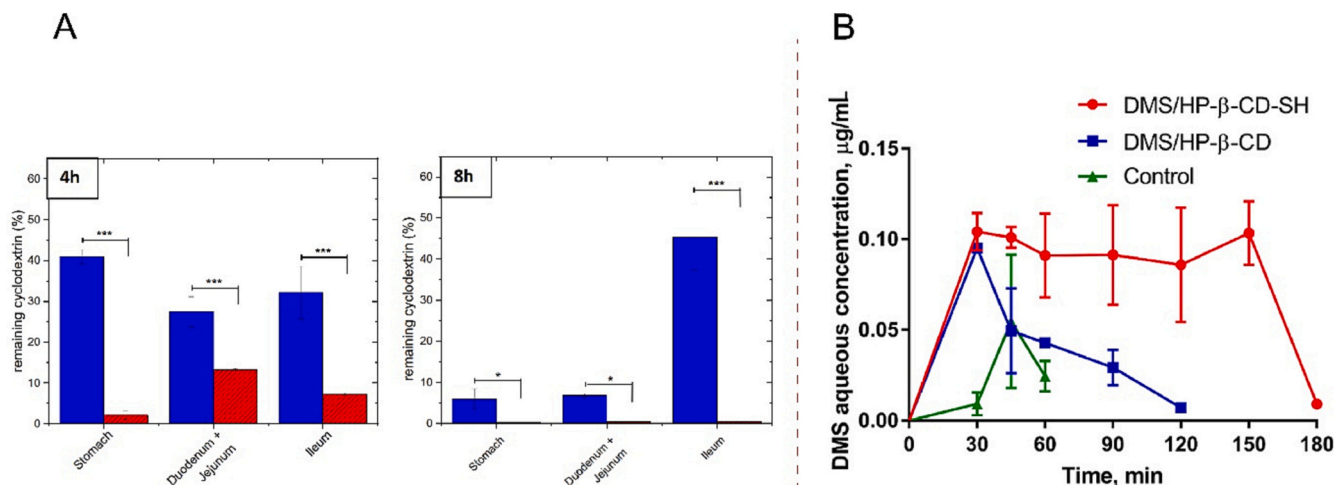 A
4h
remaining cyclodextrin (%)
60
50
40
30
20
10
0
***
***
***
Stomach
Duodenum +
Jejunum
Ileum
8h
remaining cyclodextrin (%)
60
50
40
30
20
10
0
*
*
***
Stomach
Duodenum +
Jejunum
Ileum
B
DMS/HP-β-CD-SH
DMS/HP-β-CD
Control
DMS aqueous concentration, µg/mL
0.15
0.10
0.05
0.00
0 30 60 90 120 150 180
Time, min